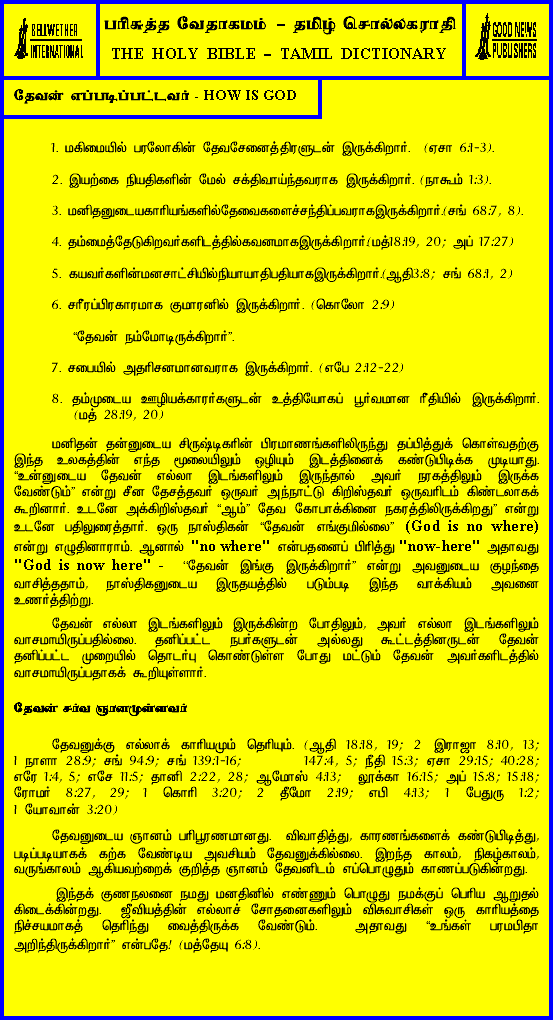 BELLWETHER
INTERNATIONAL
பரிசுத்த வேதாகமம் – தமிழ் சொல்லகராதி
THE HOLY BIBLE – TAMIL DICTIONARY
GOOD NEWS
PUBLISHERS
தேவன் எப்படிப்பட்டவர் - HOW IS GOD
1. மகிமையில் பரலோகின் தேவசேனைத்திரளுடன் இருக்கிறார். (ஏசா 6:1-3).
2. இயற்கை நியதிகளின் மேல் சக்திவாய்ந்தவராக இருக்கிறார். (நாகூம் 1:3).
3. மனிதனுடையகாரியங்களில்தேவைகளைச்சந்திப்பவராகஇருக்கிறார்.(சங் 68:7, 8).
4. தம்மைத்தேடுகிறவர்களிடத்தில்கவனமாகஇருக்கிறார்.(மத்18:19, 20; அப் 17:27)
5. கயவர்களின்மனசாட்சியில்நியாயாதிபதியாகஇருக்கிறார்.(ஆதி3:8; சங் 68:1, 2)
6. சரீரப்பிரகாரமாக குமாரனில் இருக்கிறார். (கொலோ 2:9)
“தேவன் நம்மோடிருக்கிறார்”.
7. சபையில் அதரிசனமானவராக இருக்கிறார். (எபே 2:12-22)
8. தம்முடைய ஊழியக்காரர்களுடன் உத்தியோகப் பூர்வமான ரீதியில் இருக்கிறார்.
(மத் 28:19, 20)
மனிதன் தன்னுடைய சிருஷ்டிகரின் பிரமாணங்களிலிருந்து தப்பித்துக் கொள்வதற்கு
இந்த உலகத்தின் எந்த மூலையிலும் ஒழியும் இடத்தினைக் கண்டுபிடிக்க முடியாது.
“உன்னுடைய தேவன் எல்லா இடங்களிலும் இருந்தால் அவர் நரகத்திலும் இருக்க
வேண்டும்” என்று சீன தேசத்தவர் ஒருவர் அந்நாட்டு கிறிஸ்தவர் ஒருவரிடம் கிண்டலாகக்
கூறினார். உடனே அக்கிறிஸ்தவர் “ஆம்” தேவ கோபாக்கினை நகரத்திலிருக்கிறது” என்று
உடனே பதிலுரைத்தார். ஒரு நாஸ்திகன் “தேவன் எங்குமில்லை” (God is no where)
என்று எழுதினாராம். ஆனால் "no where" என்பதனைப் பிரித்து "now-here" அதாவது
"God is now here" - “தேவன் இங்கு இருக்கிறார்” என்று அவனுடைய குழந்தை
வாசித்ததாம், நாஸ்திகனுடைய இருதயத்தில் படும்படி இந்த வாக்கியம் அவனை
உணர்த்திற்று.
தேவன் எல்லா இடங்களிலும் இருக்கின்ற போதிலும், அவர் எல்லா இடங்களிலும்
வாசமாயிருப்பதில்லை. தனிப்பட்ட நபர்களுடன் அல்லது கூட்டத்தினருடன் தேவன்
தனிப்பட்ட முறையில் தொடர்பு கொண்டுள்ள போது மட்டும் தேவன் அவர்களிடத்தில்
வாசமாயிருப்பதாகக் கூறியுள்ளார்.
தேவன் சர்வ ஞானமுள்ளவர்
தேவனுக்கு எல்லாக் காரியமும் தெரியும். (ஆதி 18:18, 19; 2 இராஜா 8:10, 13;
1 நாளா 28:9; சங் 94:9; சங் 139:1-16; 147:4, 5; நீதி 15:3; ஏசா 29:15; 40:28;
எரே 1:4, 5; எசே 11:5; தானி 2:22, 28; ஆமோஸ் 4:13; லூக்கா 16:15; அப் 15:8; 15:18;
ரோமர் 8:27, 29; 1 கொரி 3:20; 2 தீமோ 2:19; எபி 4:13; 1 பேதுரு 1:2;
1 யோவான் 3:20)
தேவனுடைய ஞானம் பரிபூரணமானது. விவாதித்து, காரணங்களைக் கண்டுபிடித்து,
படிப்படியாகக் கற்க வேண்டிய அவசியம் தேவனுக்கில்லை. இறந்த காலம், நிகழ்காலம்,
வருங்காலம் ஆகியவற்றைக் குறித்த ஞானம் தேவனிடம் எப்பொழுதும் காணப்படுகின்றது.
இந்தக் குணநலனை நமது மனதினில் எண்ணும் பொழுது நமக்குப் பெரிய ஆறுதல்
கிடைக்கின்றது. ஜீவியத்தின் எல்லாச் சோதனைகளிலும் விசுவாசிகள் ஒரு காரியத்தை
நிச்சயமாகத் தெரிந்து வைத்திருக்க வேண்டும். அதாவது “உங்கள் பரமபிதா
அறிந்திருக்கிறார்” என்பதே! (மத்தேயு 6:8).